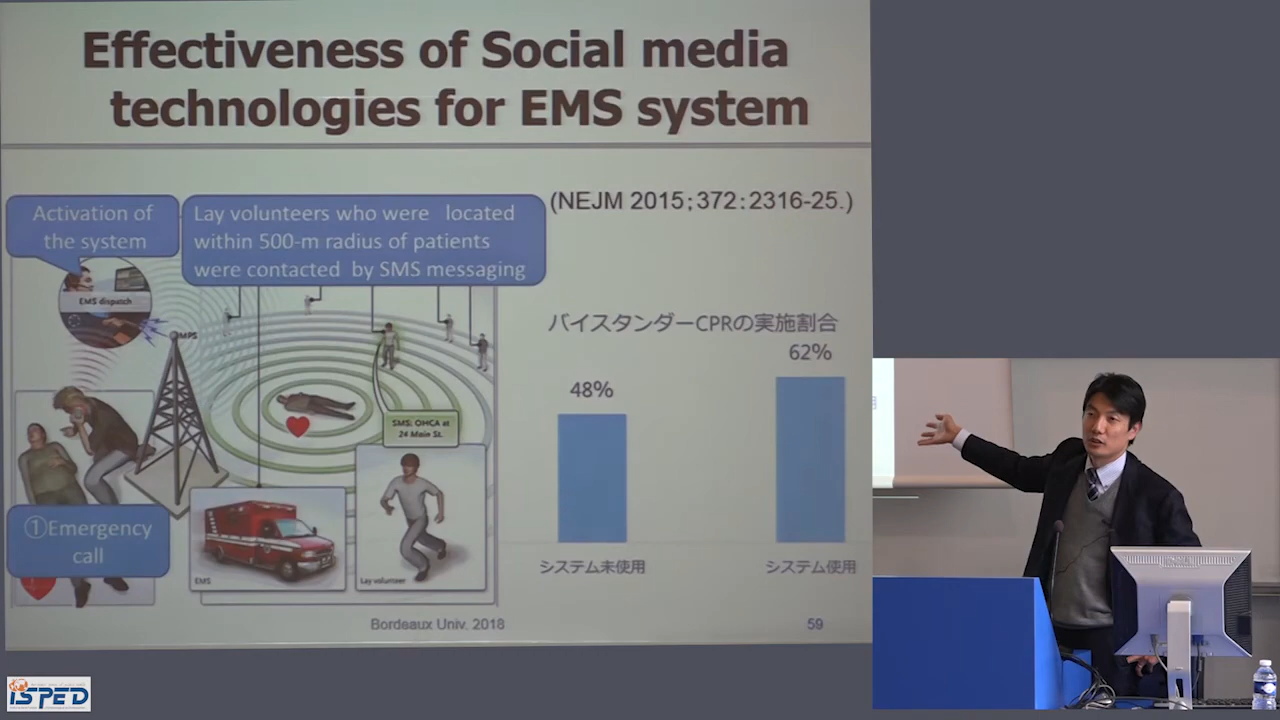 Effectiveness of Social media
technologies for EMS system
(NEJM 2015;372:2316-25.)
Activation of
the system
Lay volunteers who were located
within 500-m radius of patients
were contacted by SMS messaging
EMS dispatch
MPS
SMS: OHCA at
24 Main St.
①Emergency
call
EMS
Lay volunteer
バイスタンダーCPRの実施割合
48%
62%
システム未使用
システム使用
Bordeaux Univ. 2018
59
ISPED